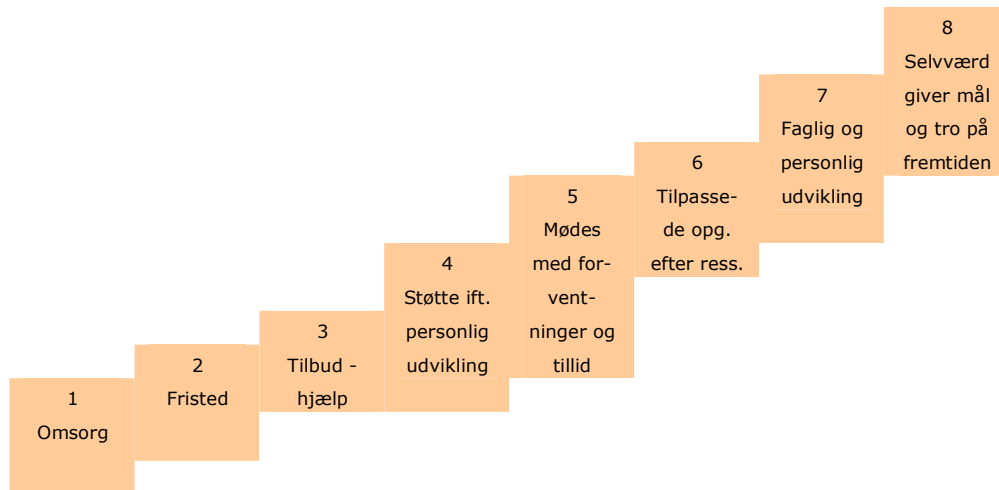 1
Omsorg
2
Fristed
3
Tilbud -
hjælp
4
Støtte ift.
personlig
udvikling
5
Mødes
med for-
vent-
ninger og
tillid
6
Tilpasse-
de opg.
efter ress.
7
Faglig og
personlig
udvikling
8
Selvværd
giver mål
og tro på
fremtiden